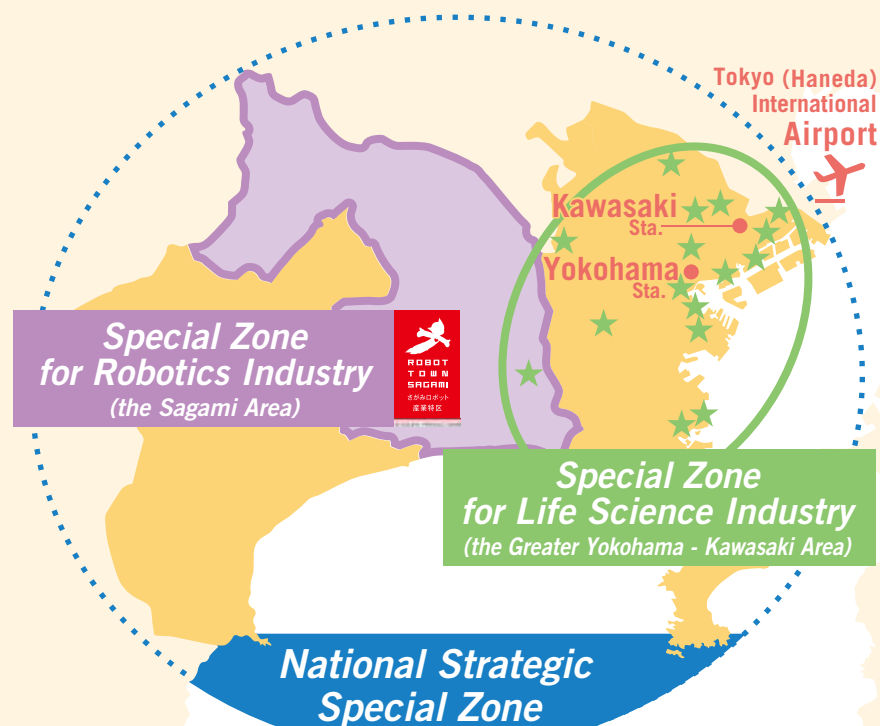 Tokyo (Haneda)
International
Airport
Kawasaki
Sta.
Yokohama
Sta.
Special Zone
for Robotics Industry
(the Sagami Area)
ROBOT
TOWN
SAGAMI
さがみロボット
産業特区
Special Zone
for Life Science Industry
(the Greater Yokohama - Kawasaki Area)
National Strategic
Special Zone